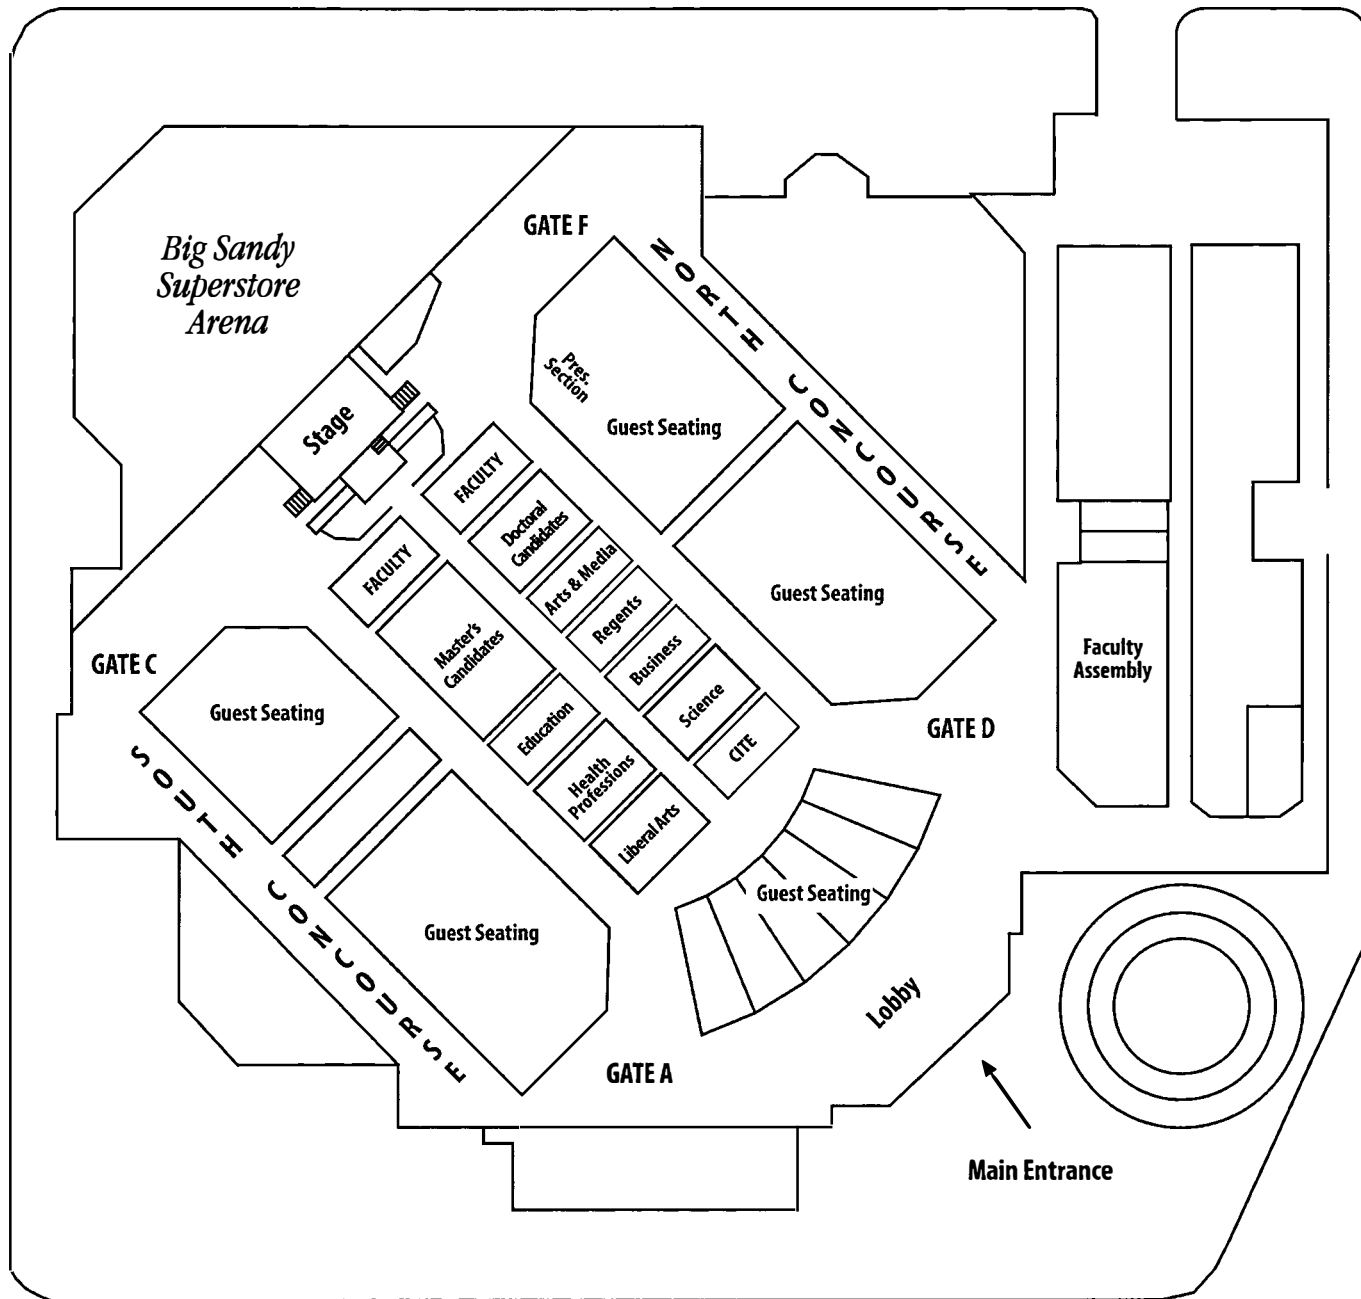 GATE F
Big Sandy
Superstore
Arena
NORTH CONCOURSE
Pres.
Section
Guest Seating
Stage
FACULTY
Doctoral
Candidates
Arts & Media
Regents
Business
Science
CITE
FACULTY
Master's
Candidates
Education
Health
Professions
Liberal Arts
Guest Seating
Faculty
Assembly
GATE C
Guest Seating
GATE D
SOUTH CONCOURSE
Guest Seating
Guest Seating
Lobby
GATE A
Main Entrance